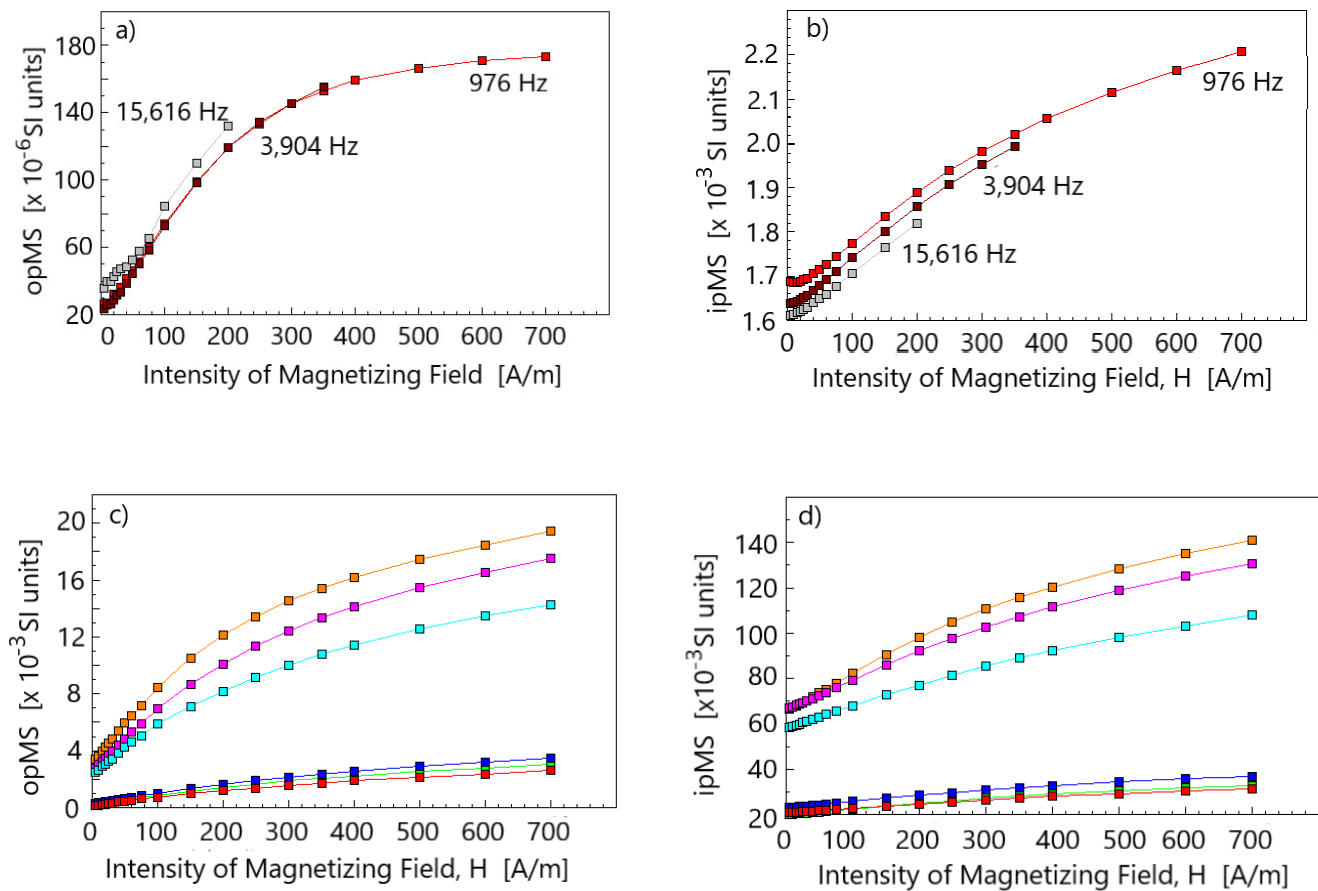 a)
opMS [x 10⁻⁶SI units]
180
140
100
60
20
15,616 Hz
3,904 Hz
976 Hz
0 100 200 300 400 500 600 700
Intensity of Magnetizing Field [A/m]
b)
ipMS [x 10⁻³ SI units]
2.2
2.1
2.0
1.9
1.8
1.7
1.6
976 Hz
3,904 Hz
15,616 Hz
0 100 200 300 400 500 600 700
Intensity of Magnetizing Field, H [A/m]
c)
opMS [x 10⁻³ SI units]
20
16
12
8
4
0
0 100 200 300 400 500 600 700
Intensity of Magnetizing Field, H [A/m]
d)
ipMS [x10⁻³SI units]
140
120
100
80
60
40
20
0 100 200 300 400 500 600 700
Intensity of Magnetizing Field, H [A/m]